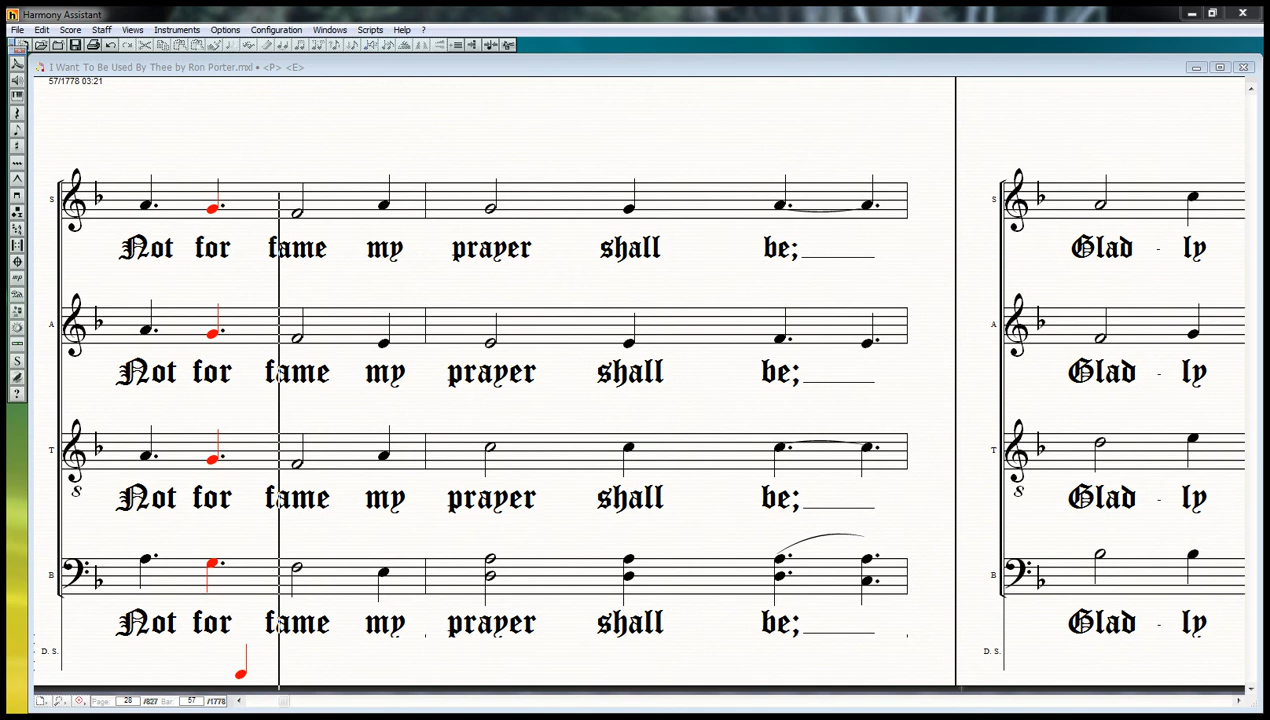 Harmony Assistant
File Edit Score Staff Views Instruments Options Configuration Windows Scripts Help ?
I Want To Be Used By Thee by Ron Porter.mxl • <P> <E>
57/1778 03:21
S
Not for fame my prayer shall be;
S
Glad - ly
A
Not for fame my prayer shall be;
A
Glad - ly
T
8
Not for fame my prayer shall be;
T
8
Glad - ly
B
Not for fame my prayer shall be;
B
Glad - ly
D. S.
D. S.
Page: 28 /827 Bar: 57 /1778